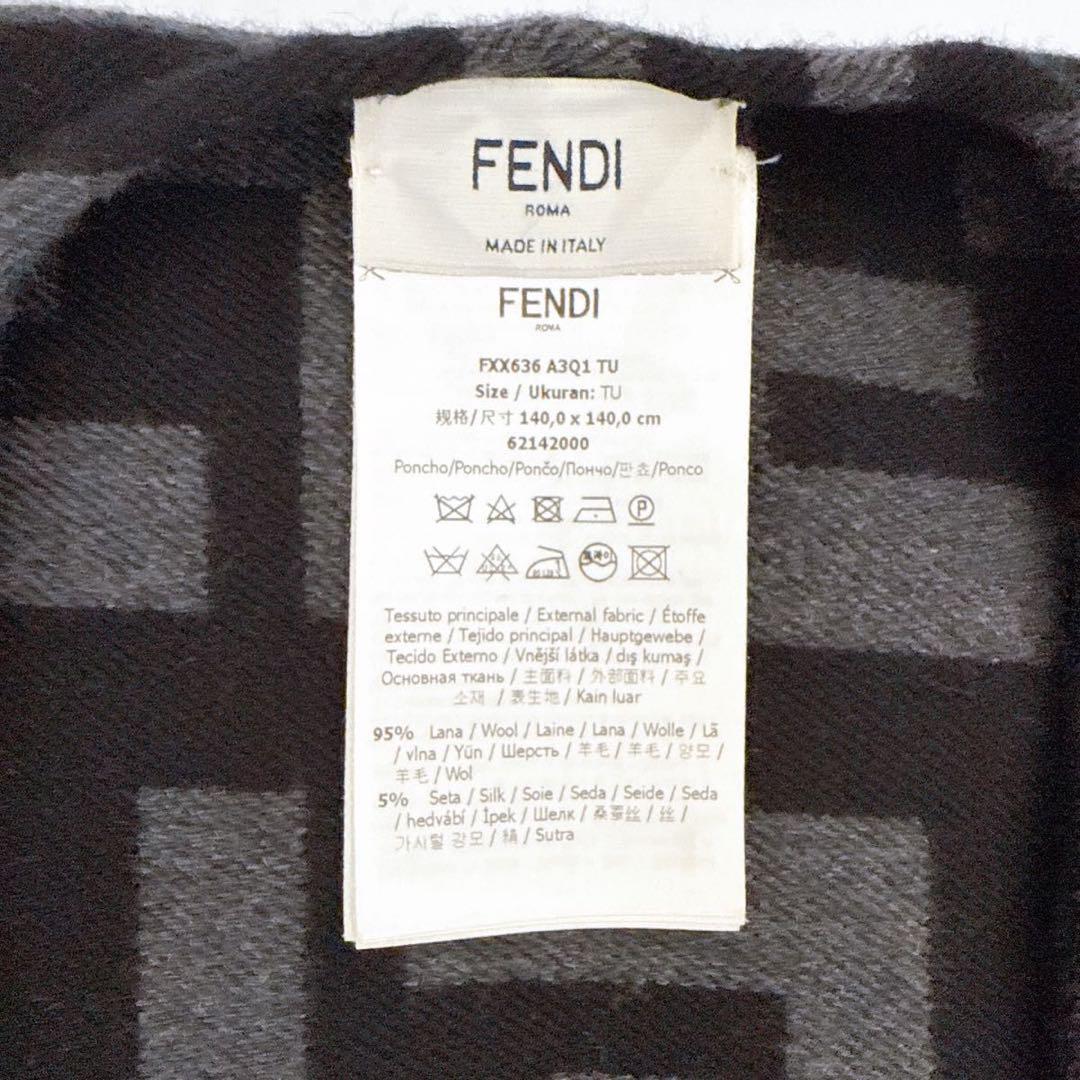 FENDI
ROMA
MADE IN ITALY
FENDI
ROMA
FXX636 A3Q1 TU
Size / Ukuran: TU
规格/尺寸 140,0 x 140,0 cm
62142000
Poncho/Poncho/Pončo/Пончо/판쵸/Ponco
P
Tessuto principale / External fabric / Étoffe
externe / Tejido principal / Hauptgewebe /
Tecido Externo / Vnější látka / dış kumaş /
Основная ткань / 主面料 / 外部面料 / 주요
소재 / 表生地 / Kain luar
95% Lana / Wool / Laine / Lana / Wolle / Lã
/ vlna / Yün / Шерсть / 羊毛 / 羊毛 / 양모 /
羊毛 / Wol
5% Seta / Silk / Soie / Seda / Seide / Seda
/ hedvábí / İpek / Шелк / 桑蚕丝 / 丝 /
가시털 강모 / 絹 / Sutra